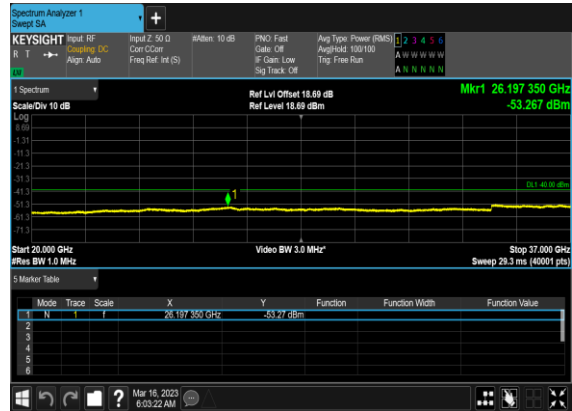 Spectrum Analyzer 1
Swept SA
+
KEYSIGHT Input: RF Input Z: 50 Ω #Atten: 10 dB PNO: Fast Avg Type: Power (RMS) 1 2 3 4 5 6
R T Coupling: DC Corr CCorr Gate: Off Avg|Hold: 100/100 A W W W W W
Align: Auto Freq Ref: Int (S) IF Gain: Low Trig: Free Run
LW Sig Track: Off A N N N N N
1 Spectrum Ref Lvl Offset 18.69 dB Mkr1 26.197 350 GHz
Scale/Div 10 dB Ref Level 18.69 dBm -53.267 dBm
Log
8.69
-1.31
-11.3
-21.3
-31.3
DL1 -40.00 dBm
-41.3
1
-51.3
-61.3
-71.3
Start 20.000 GHz Video BW 3.0 MHz* Stop 37.000 GHz
#Res BW 1.0 MHz Sweep 29.3 ms (40001 pts)
5 Marker Table
Mode Trace Scale X Y Function Function Width Function Value
1 N 1 f 26.197 350 GHz -53.27 dBm
2
3
4
5
6
? Mar 16, 2023
6:03:22 AM